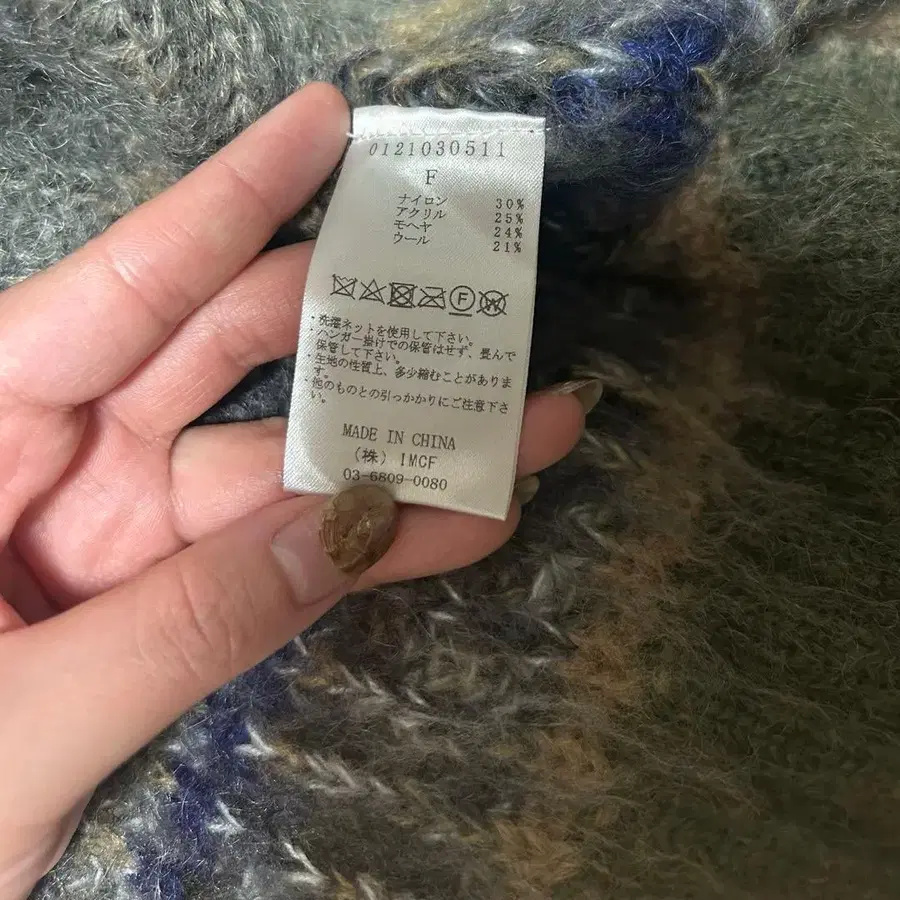 0121030511
F
ナイロン 30%
アクリル 25%
モヘヤ 24%
ウール 21%
F W
・洗濯ネットを使用して下さい。
・ハンガー掛けでの保管はせず、畳んで
保管して下さい。
・生地の性質上、多少縮むことがありま
す。
・他のものとの引っかかりにご注意下さ
い。
MADE IN CHINA
(株) IMCF
03-6809-0080